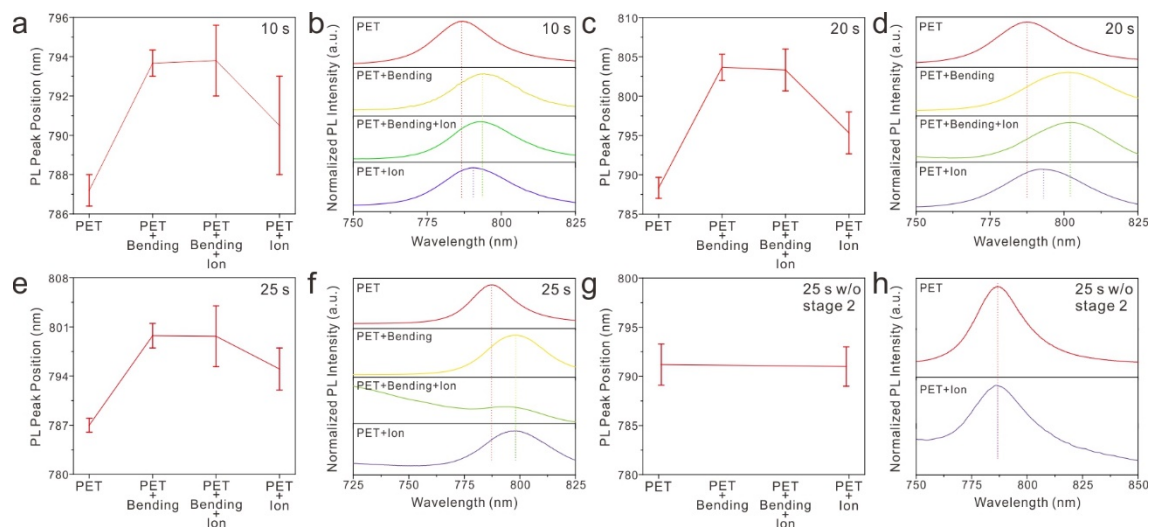 a
10 s
PL Peak Position (nm)
796
794
792
790
788
786
PET
PET
+
Bending
PET
+
Bending
+
Ion
PET
+
Ion
b
10 s
Normalized PL Intensity (a.u.)
PET
PET+Bending
PET+Bending+Ion
PET+Ion
750 775 800 825
Wavelength (nm)
c
20 s
PL Peak Position (nm)
810
805
800
795
790
785
PET
PET
+
Bending
PET
+
Bending
+
Ion
PET
+
Ion
d
20 s
Normalized PL Intensity (a.u.)
PET
PET+Bending
PET+Bending+Ion
PET+Ion
750 775 800 825
Wavelength (nm)
e
25 s
PL Peak Position (nm)
808
801
794
787
780
PET
PET
+
Bending
PET
+
Bending
+
Ion
PET
+
Ion
f
25 s
Normalized PL Intensity (a.u.)
PET
PET+Bending
PET+Bending+Ion
PET+Ion
725 750 775 800 825
Wavelength (nm)
g
25 s w/o
stage 2
PL Peak Position (nm)
800
795
790
785
780
PET
PET
+
Bending
PET
+
Bending
+
Ion
PET
+
Ion
h
25 s w/o
stage 2
Normalized PL Intensity (a.u.)
PET
PET+Ion
750 775 800 825 850
Wavelength (nm)